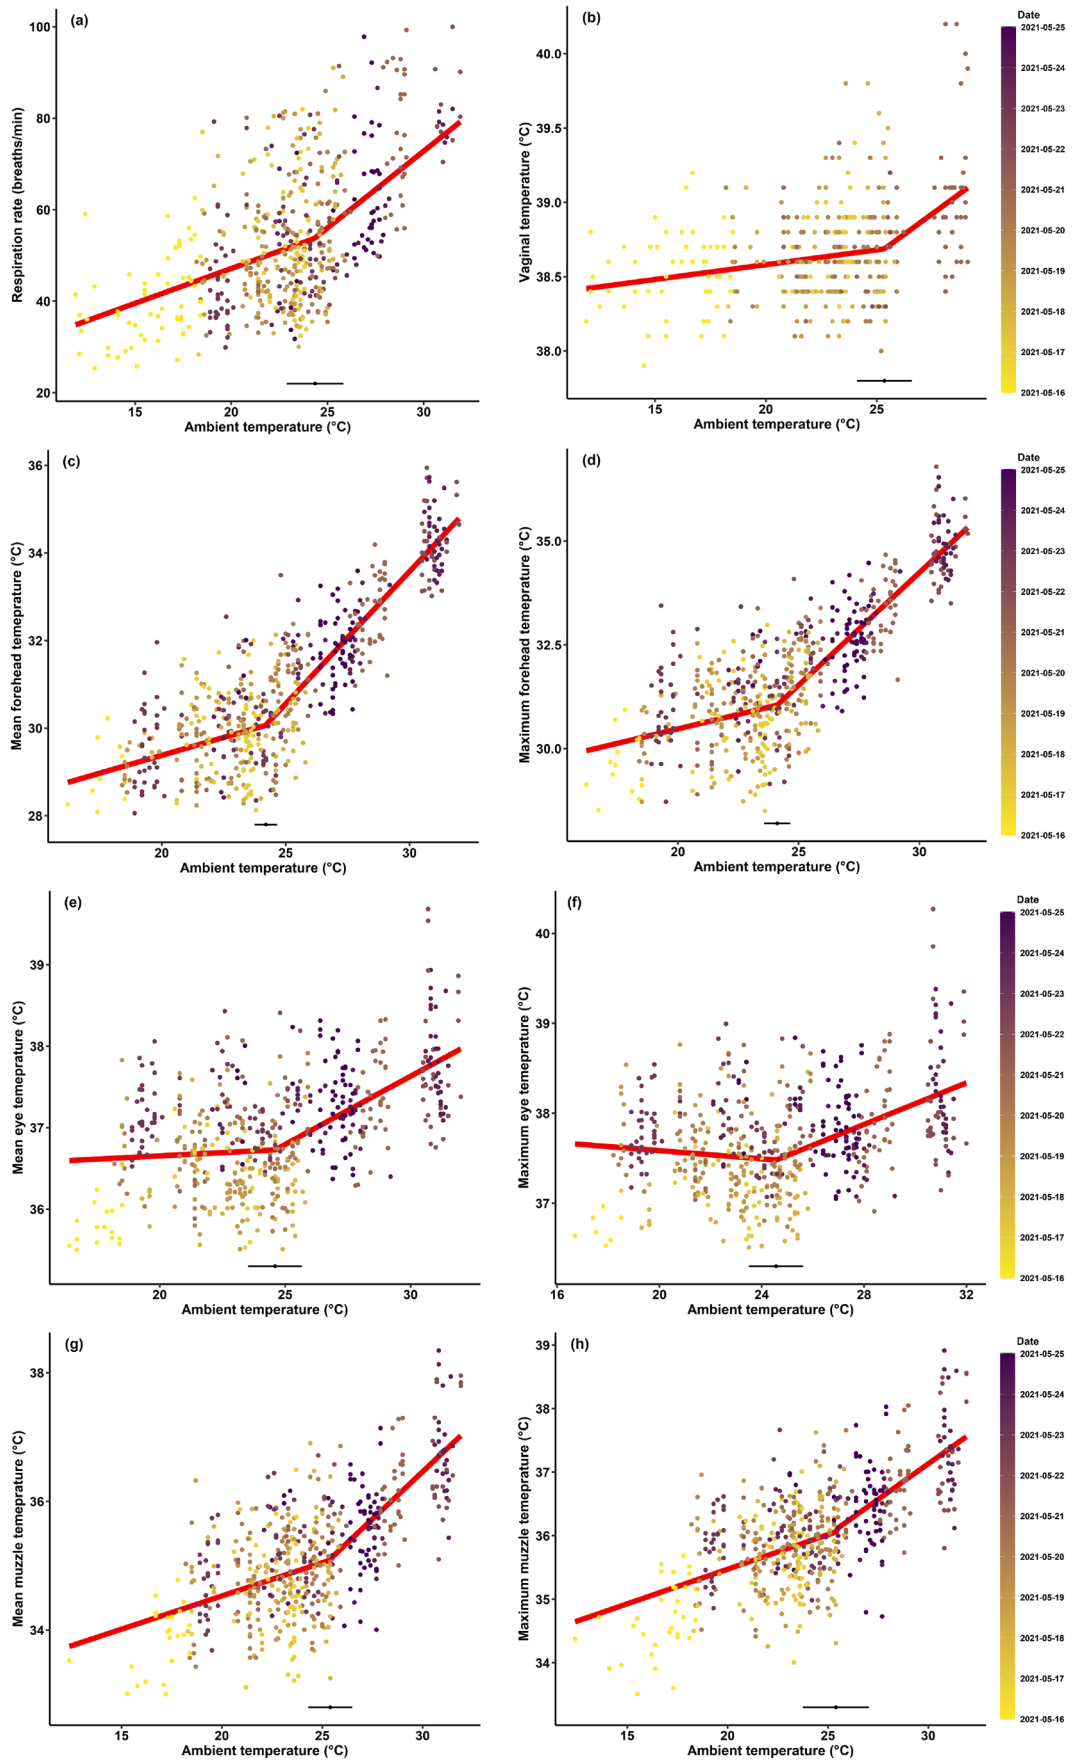 (a)
Respiration rate (breaths/min)
100
80
60
40
20
15 20 25 30
Ambient temperature (°C)
(b)
Vaginal temperature (°C)
40.0
39.5
39.0
38.5
38.0
15 20 25
Ambient temperature (°C)
Date
2021-05-25
2021-05-24
2021-05-23
2021-05-22
2021-05-21
2021-05-20
2021-05-19
2021-05-18
2021-05-17
2021-05-16
(c)
Mean forehead temeprature (°C)
36
34
32
30
28
20 25 30
Ambient temperature (°C)
(d)
Maximum forehead temeprature (°C)
35.0
32.5
30.0
20 25 30
Ambient temperature (°C)
Date
2021-05-25
2021-05-24
2021-05-23
2021-05-22
2021-05-21
2021-05-20
2021-05-19
2021-05-18
2021-05-17
2021-05-16
(e)
Mean eye temeprature (°C)
39
38
37
36
20 25 30
Ambient temperature (°C)
(f)
Maximum eye temeprature (°C)
40
39
38
37
16 20 24 28 32
Ambient temperature (°C)
Date
2021-05-25
2021-05-24
2021-05-23
2021-05-22
2021-05-21
2021-05-20
2021-05-19
2021-05-18
2021-05-17
2021-05-16
(g)
Mean muzzle temeprature (°C)
38
36
34
15 20 25 30
Ambient temperature (°C)
(h)
Maximum muzzle temeprature (°C)
39
38
37
36
35
34
15 20 25 30
Ambient temperature (°C)
Date
2021-05-25
2021-05-24
2021-05-23
2021-05-22
2021-05-21
2021-05-20
2021-05-19
2021-05-18
2021-05-17
2021-05-16